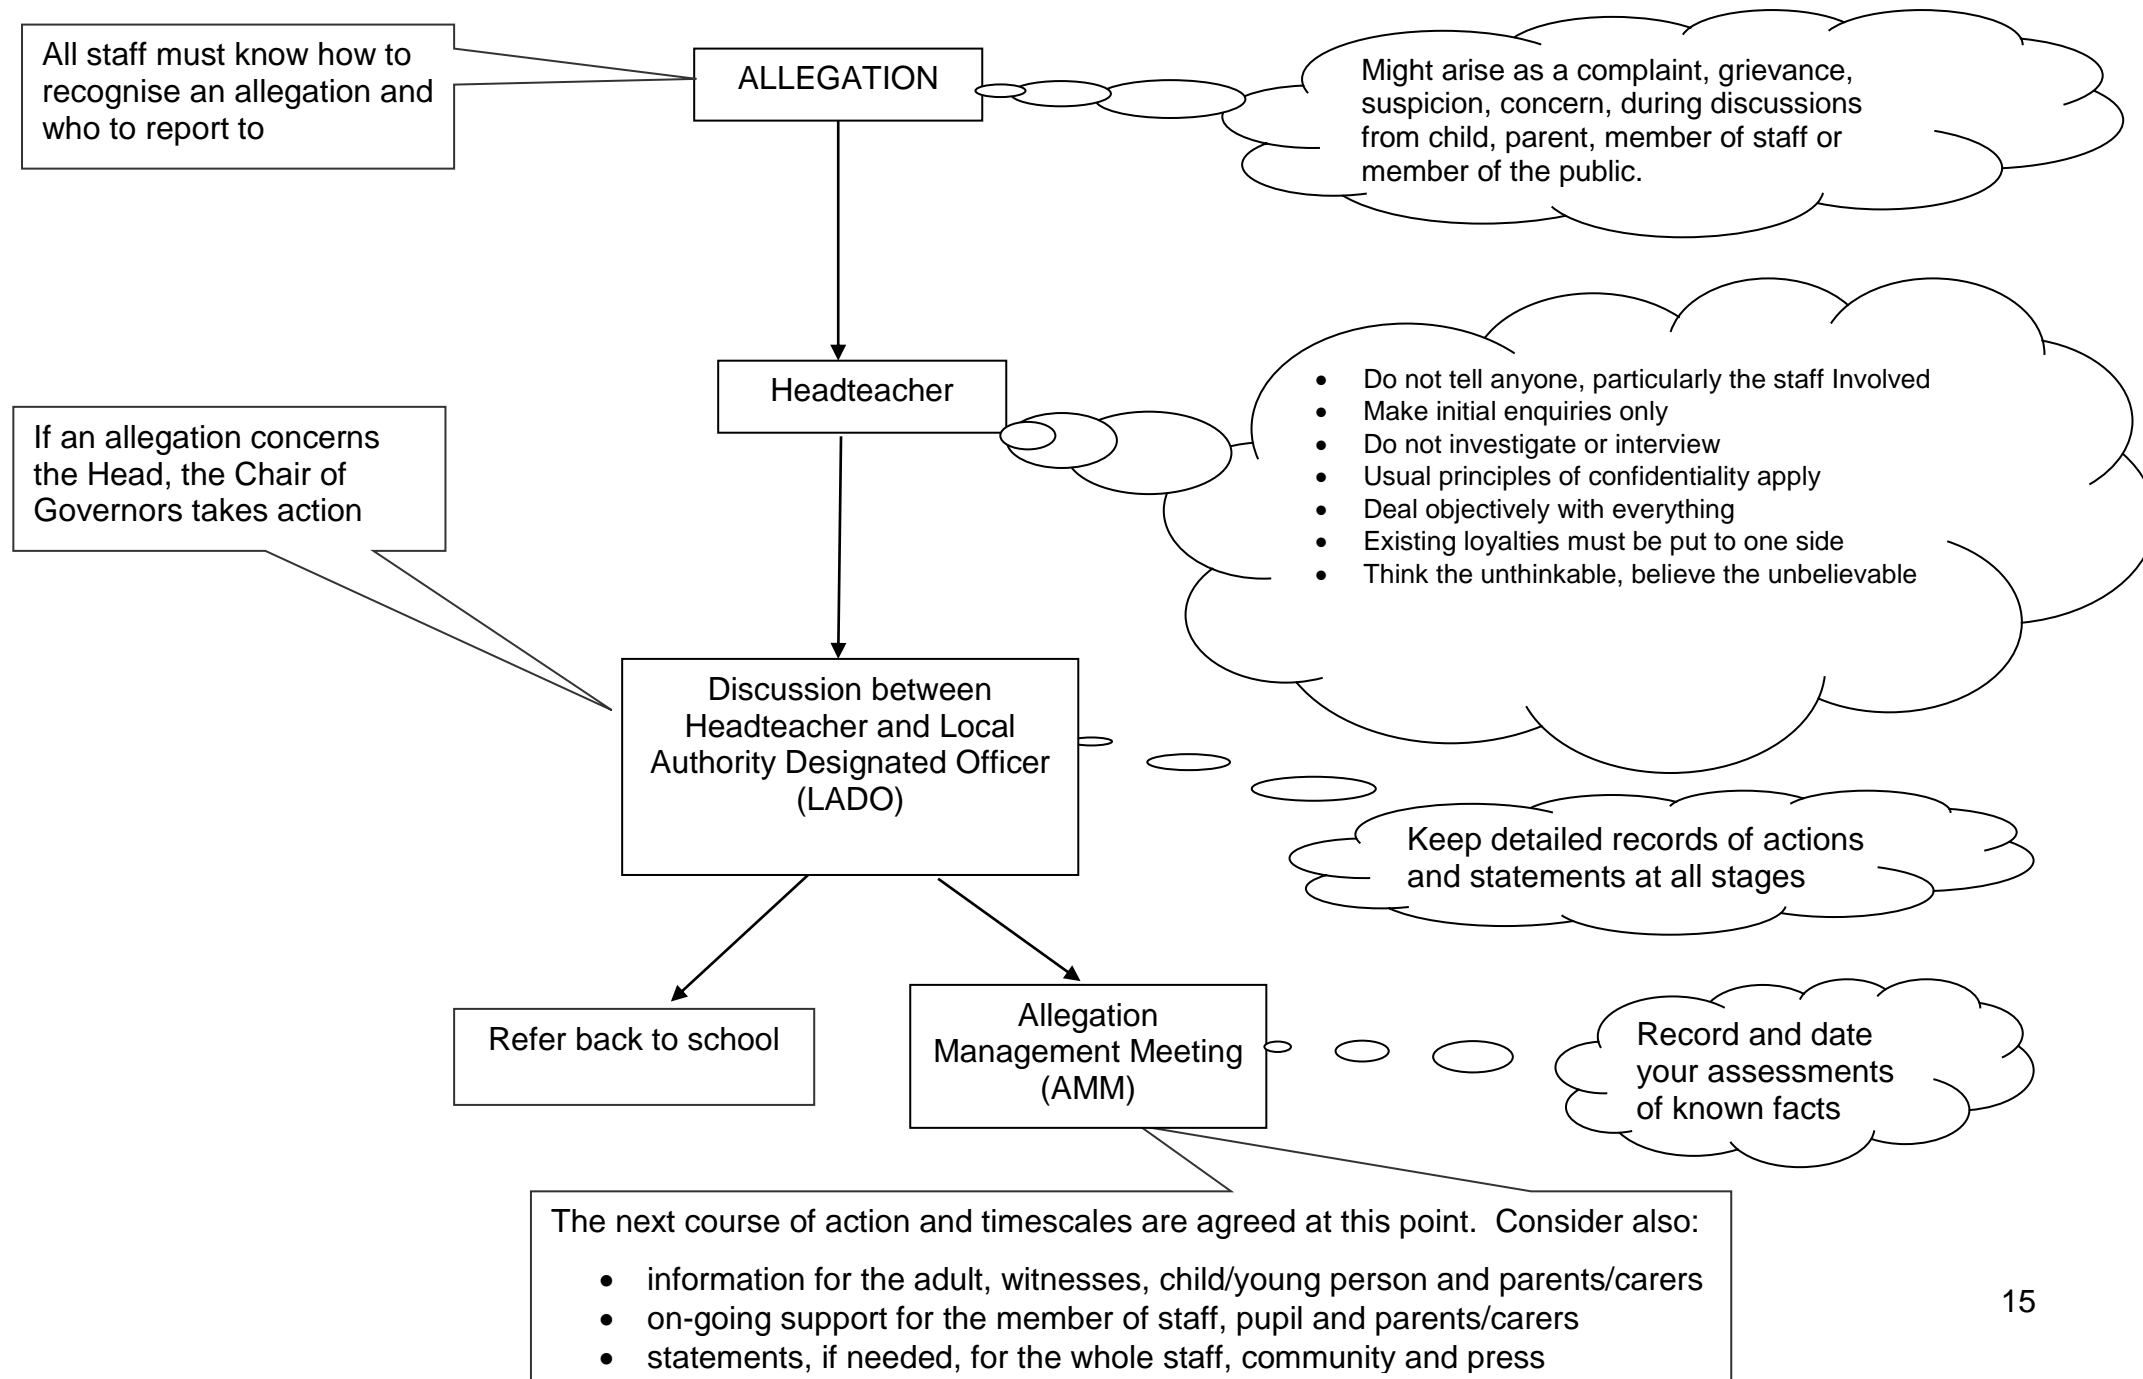 All staff must know how to
recognise an allegation and
who to report to
ALLEGATION
Might arise as a complaint, grievance,
suspicion, concern, during discussions
from child, parent, member of staff or
member of the public.
Headteacher
• Do not tell anyone, particularly the staff Involved
• Make initial enquiries only
• Do not investigate or interview
• Usual principles of confidentiality apply
• Deal objectively with everything
• Existing loyalties must be put to one side
• Think the unthinkable, believe the unbelievable
If an allegation concerns
the Head, the Chair of
Governors takes action
Discussion between
Headteacher and Local
Authority Designated Officer
(LADO)
Keep detailed records of actions
and statements at all stages
Refer back to school
Allegation
Management Meeting
(AMM)
Record and date
your assessments
of known facts
The next course of action and timescales are agreed at this point.  Consider also:
• information for the adult, witnesses, child/young person and parents/carers
• on-going support for the member of staff, pupil and parents/carers
• statements, if needed, for the whole staff, community and press
15